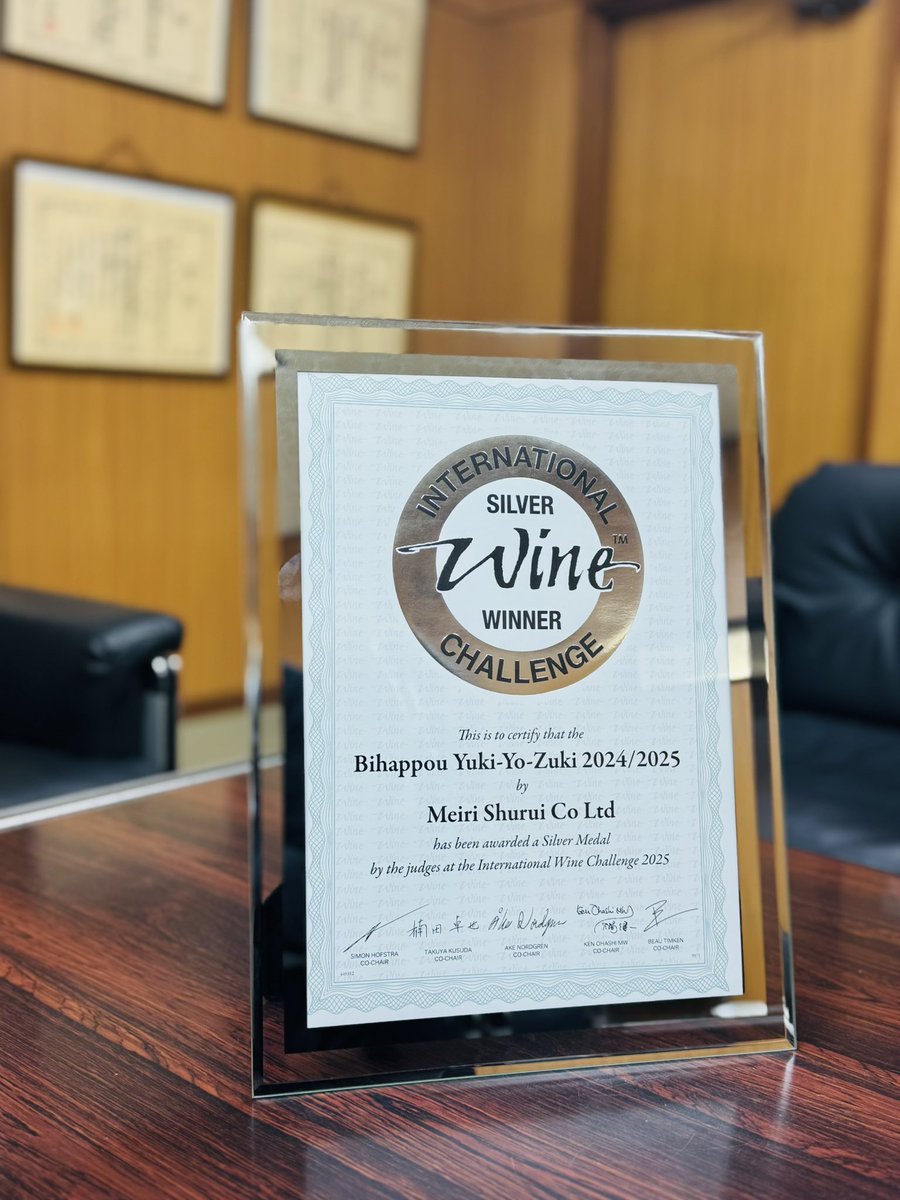 INTERNATIONAL
SILVER
Wine™
WINNER
CHALLENGE
This is to certify that the
Bihappou Yuki-Yo-Zuki 2024/2025
by
Meiri Shurui Co Ltd
has been awarded a Silver Medal
by the judges at the International Wine Challenge 2025
SIMON HOFSTRA TAKUYA KUSUDA AKE NORDGREN KEN OHASHI MW BEAU TIMKEN
CO-CHAIR CO-CHAIR CO-CHAIR CO-CHAIR CO-CHAIR